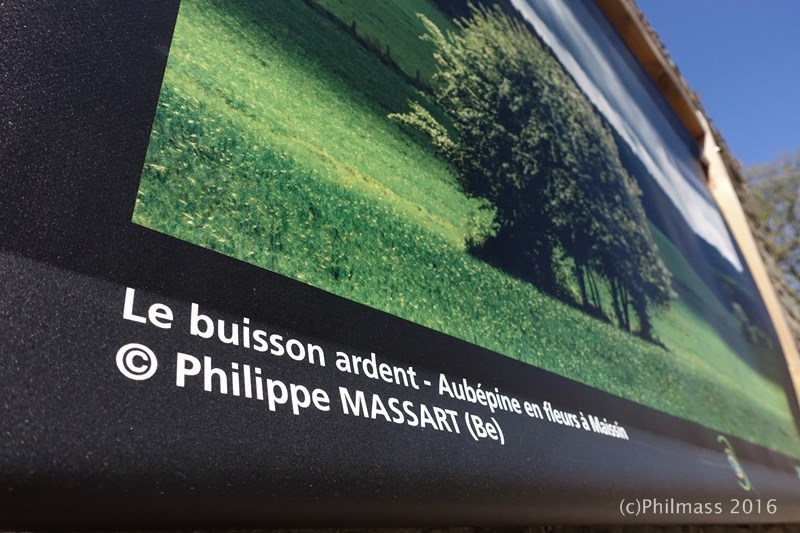 Le buisson ardent - Aubépine en fleurs à Maissin
© Philippe MASSART (Be)
(c)Philmass 2016